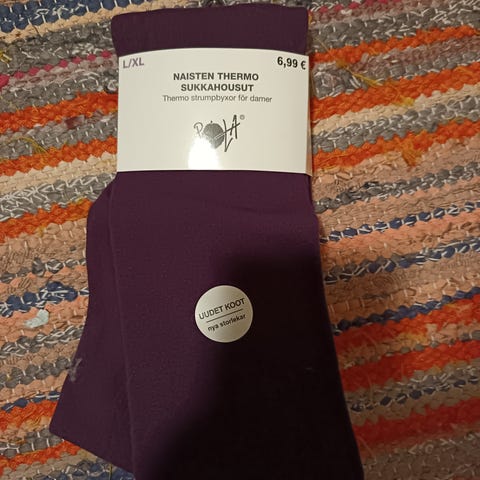 L/XL
6,99 €
NAISTEN THERMO
SUKKAHOUSUT
Thermo strumpbyxor för damer
UUDET KOOT
nya storlekar